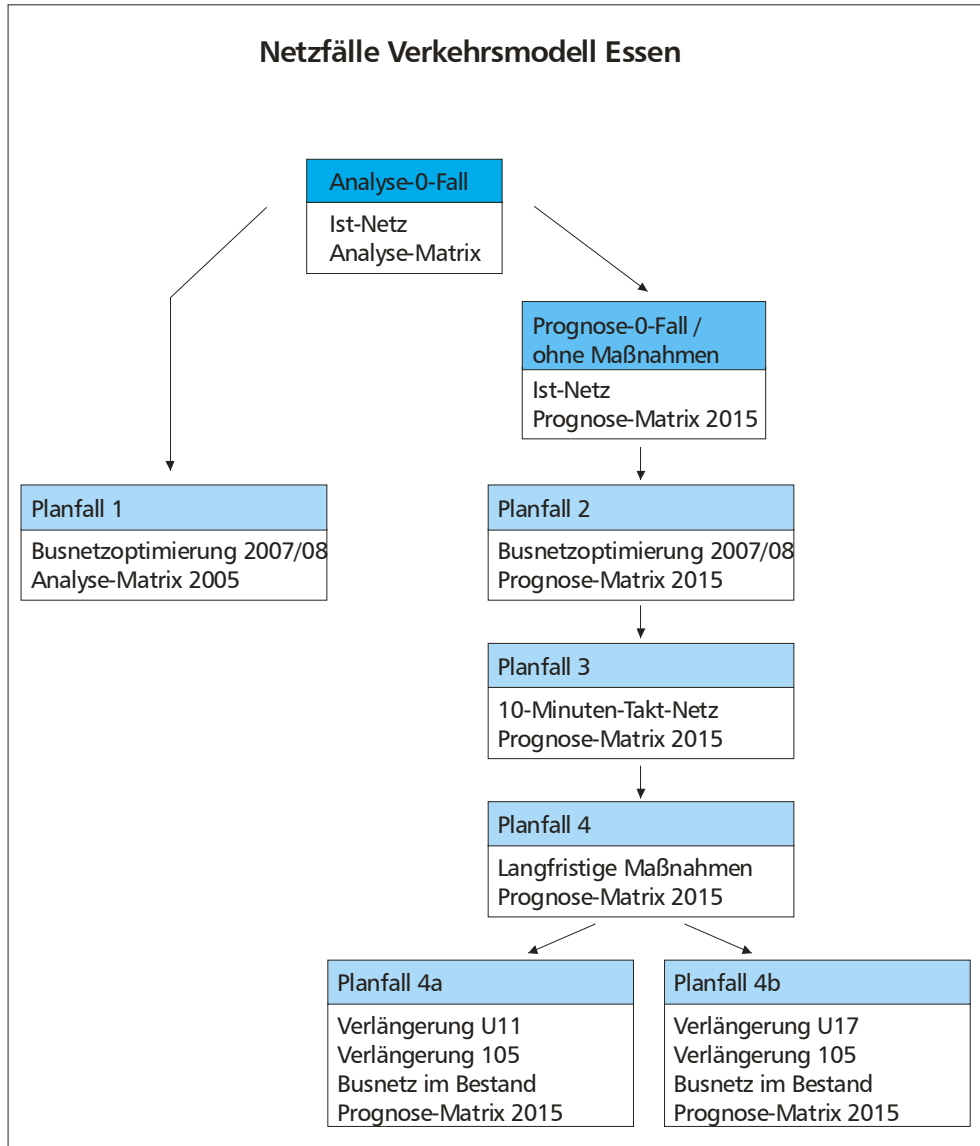 Netzfälle Verkehrsmodell Essen
Analyse-0-Fall
Ist-Netz
Analyse-Matrix
Prognose-0-Fall /
ohne Maßnahmen
Ist-Netz
Prognose-Matrix 2015
Planfall 1
Busnetzoptimierung 2007/08
Analyse-Matrix 2005
Planfall 2
Busnetzoptimierung 2007/08
Prognose-Matrix 2015
Planfall 3
10-Minuten-Takt-Netz
Prognose-Matrix 2015
Planfall 4
Langfristige Maßnahmen
Prognose-Matrix 2015
Planfall 4a
Verlängerung U11
Verlängerung 105
Busnetz im Bestand
Prognose-Matrix 2015
Planfall 4b
Verlängerung U17
Verlängerung 105
Busnetz im Bestand
Prognose-Matrix 2015